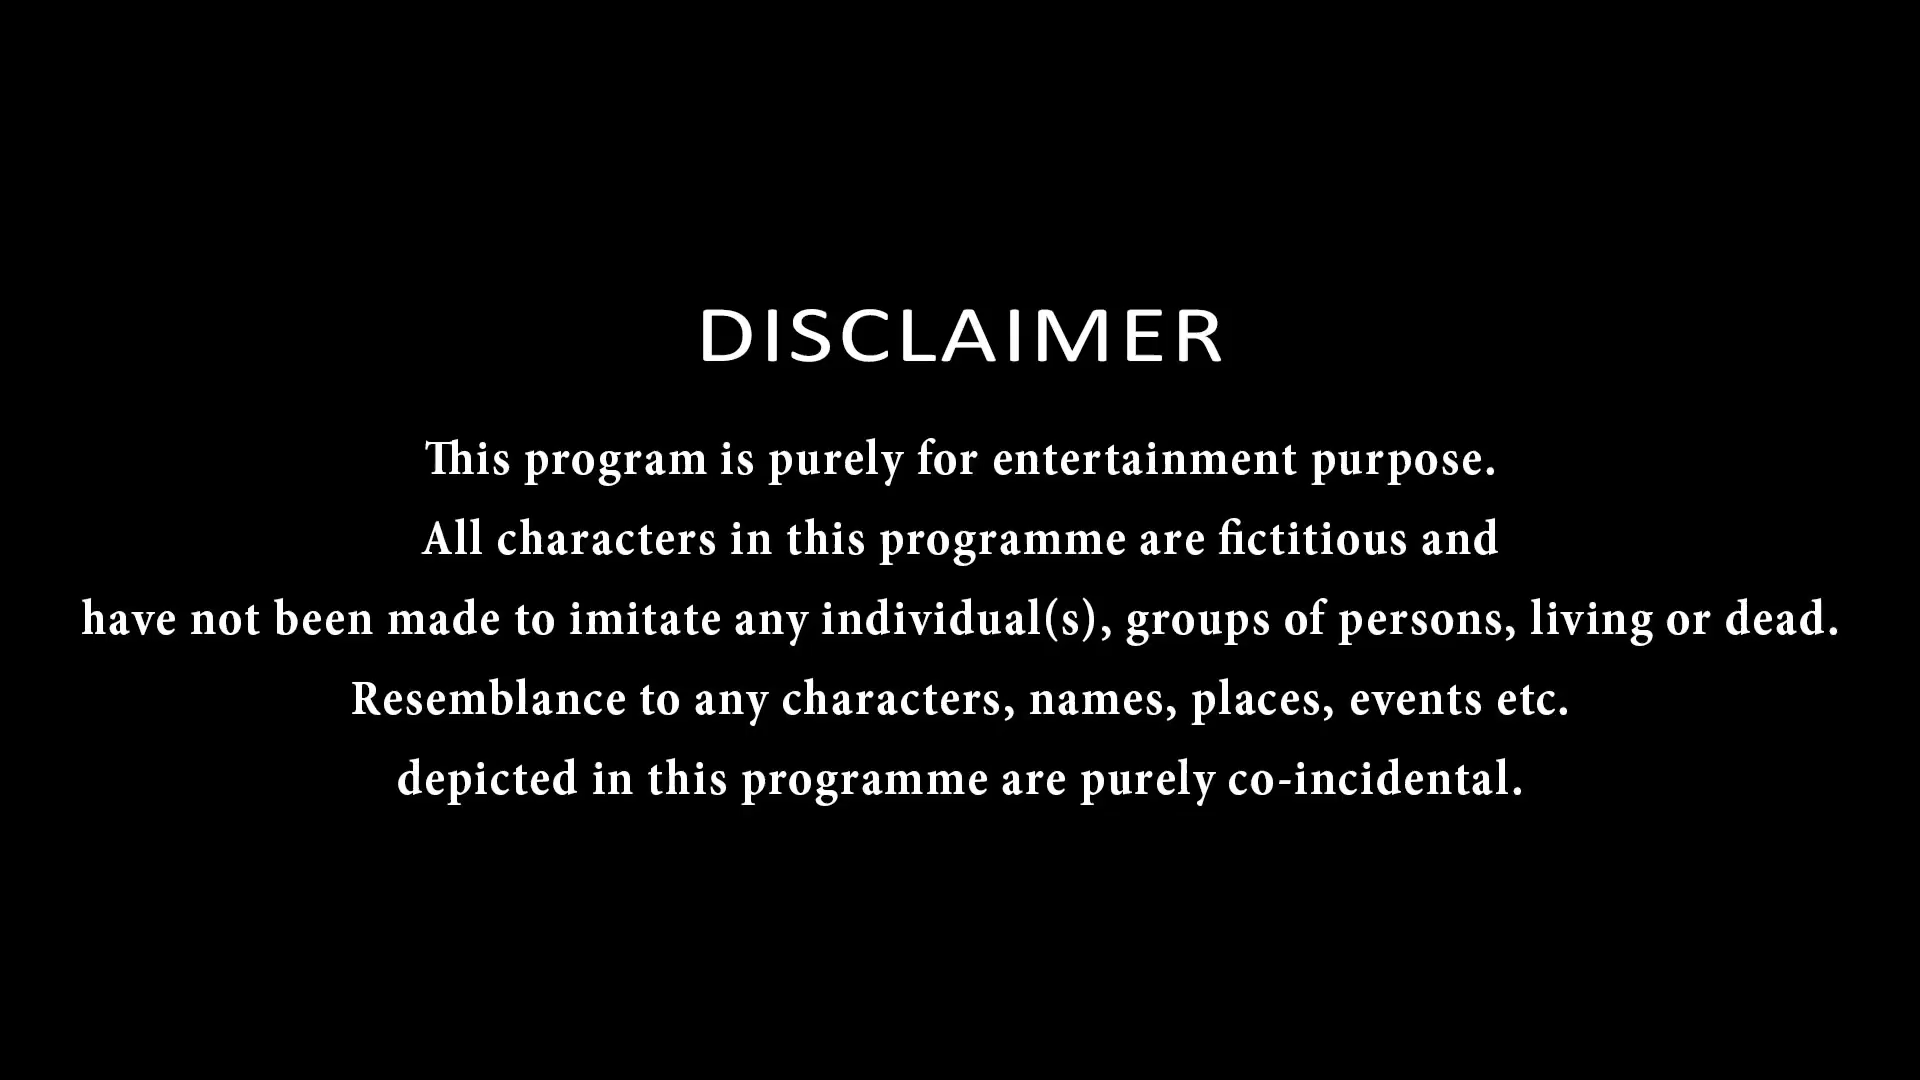 DISCLAIMER
This program is purely for entertainment purpose.
All characters in this programme are fictitious and
have not been made to imitate any individual(s), groups of persons, living or dead.
Resemblance to any characters, names, places, events etc.
depicted in this programme are purely co-incidental.